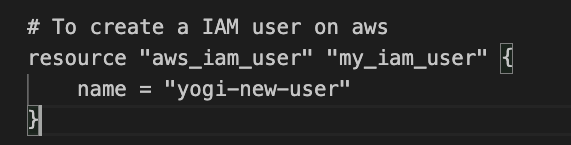 # To create a IAM user on aws
resource "aws_iam_user" "my_iam_user" {
    name = "yogi-new-user"
}